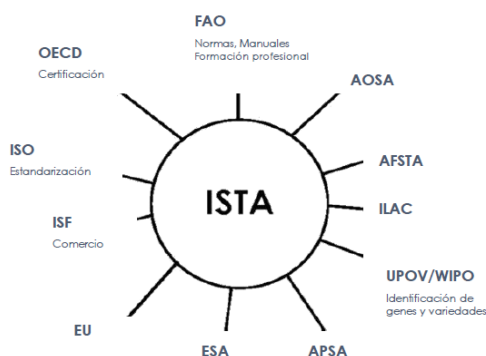 FAO
Normas, Manuales
Formación profesional
OECD
Certificación
AOSA
ISO
Estandarización
AFSTA
ISTA
ILAC
ISF
Comercio
UPOV/WIPO
Identificación de
genes y variedades
EU
ESA
APSA